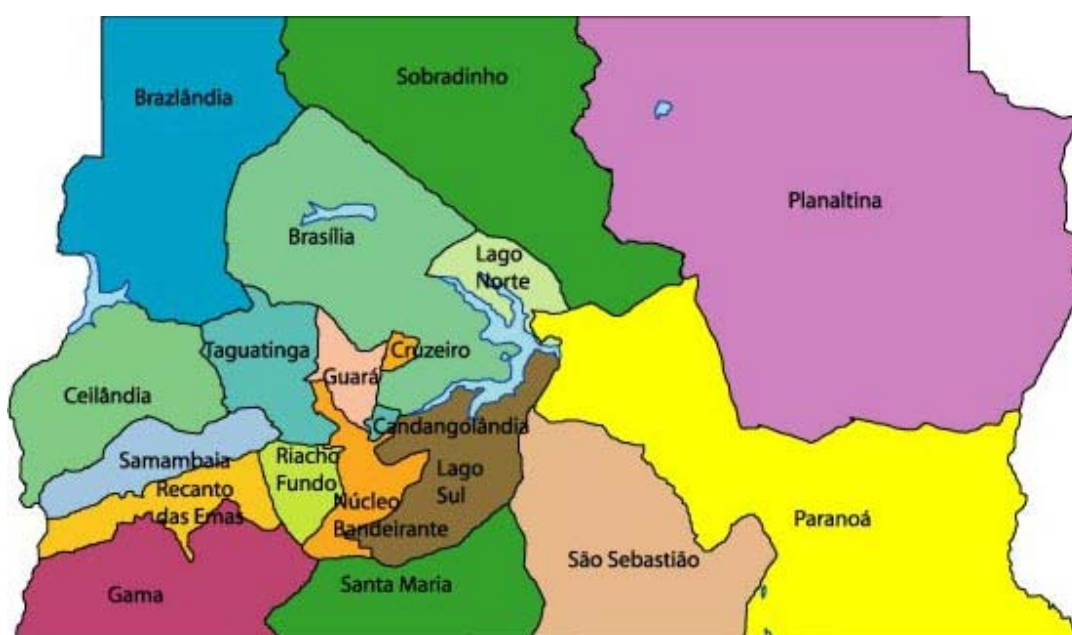 Sobradinho
Brazlândia
Planaltina
Brasília
Lago
Norte
Taguatinga
Cruzeiro
Guará
Ceilândia
Candangolândia
Samambaia
Riacho
Fundo
Lago
Sul
Recanto
das Emas
Núcleo
Bandeirante
Paranoá
São Sebastião
Santa Maria
Gama